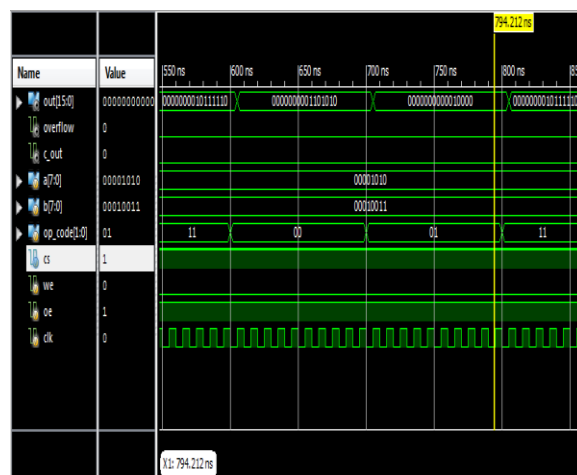 794.212 ns
Name Value 550 ns 600 ns 650 ns 700 ns 750 ns 800 ns
out[15:0] 00000000000 0000000010111110 0000000001101010 0000000000010000 0000000010111110
overflow 0
c_out 0
a[7:0] 00001010 00001010
b[7:0] 00010011 00010011
op_code[1:0] 01 11 00 01 11
cs 1
we 0
oe 1
clk 0
X1: 794.212 ns